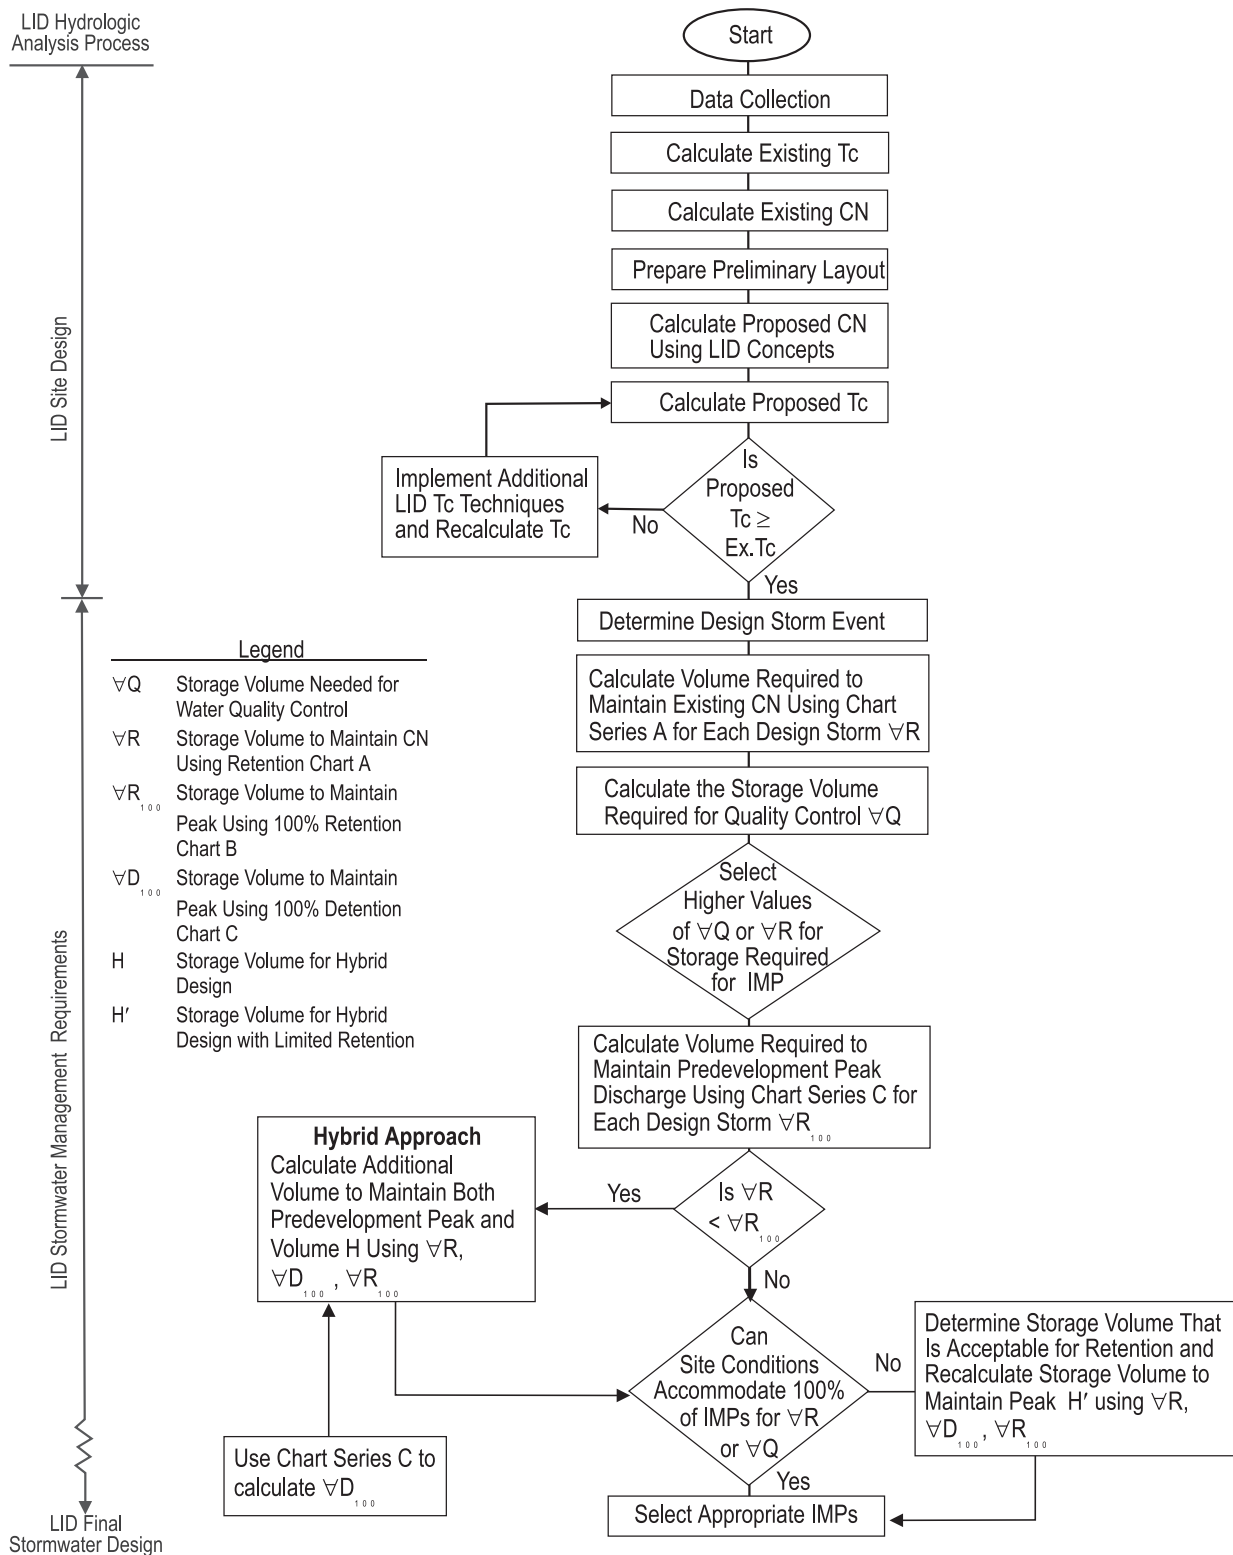 LID Hydrologic
Analysis Process
LID Site Design
LID Stormwater Management Requirements
LID Final
Stormwater Design
Start
Data Collection
Calculate Existing Tc
Calculate Existing CN
Prepare Preliminary Layout
Calculate Proposed CN
Using LID Concepts
Calculate Proposed Tc
Implement Additional
LID Tc Techniques
and Recalculate Tc
No
Is
Proposed
Tc ≥
Ex.Tc
Yes
Determine Design Storm Event
Calculate Volume Required to
Maintain Existing CN Using Chart
Series A for Each Design Storm ∀R
Calculate the Storage Volume
Required for Quality Control ∀Q
Select
Higher Values
of ∀Q or ∀R for
Storage Required
for IMP
Calculate Volume Required to
Maintain Predevelopment Peak
Discharge Using Chart Series C for
Each Design Storm ∀R100
Legend
∀Q Storage Volume Needed for
Water Quality Control
∀R Storage Volume to Maintain CN
Using Retention Chart A
∀R100 Storage Volume to Maintain
Peak Using 100% Retention
Chart B
∀D100 Storage Volume to Maintain
Peak Using 100% Detention
Chart C
H Storage Volume for Hybrid
Design
H′ Storage Volume for Hybrid
Design with Limited Retention
Hybrid Approach
Calculate Additional
Volume to Maintain Both
Predevelopment Peak and
Volume H Using ∀R,
∀D100, ∀R100
Yes
Is ∀R
< ∀R100
No
Can
Site Conditions
Accommodate 100%
of IMPs for ∀R
or ∀Q
No
Determine Storage Volume That
Is Acceptable for Retention and
Recalculate Storage Volume to
Maintain Peak H′ using ∀R,
∀D100, ∀R100
Use Chart Series C to
calculate ∀D100
Yes
Select Appropriate IMPs